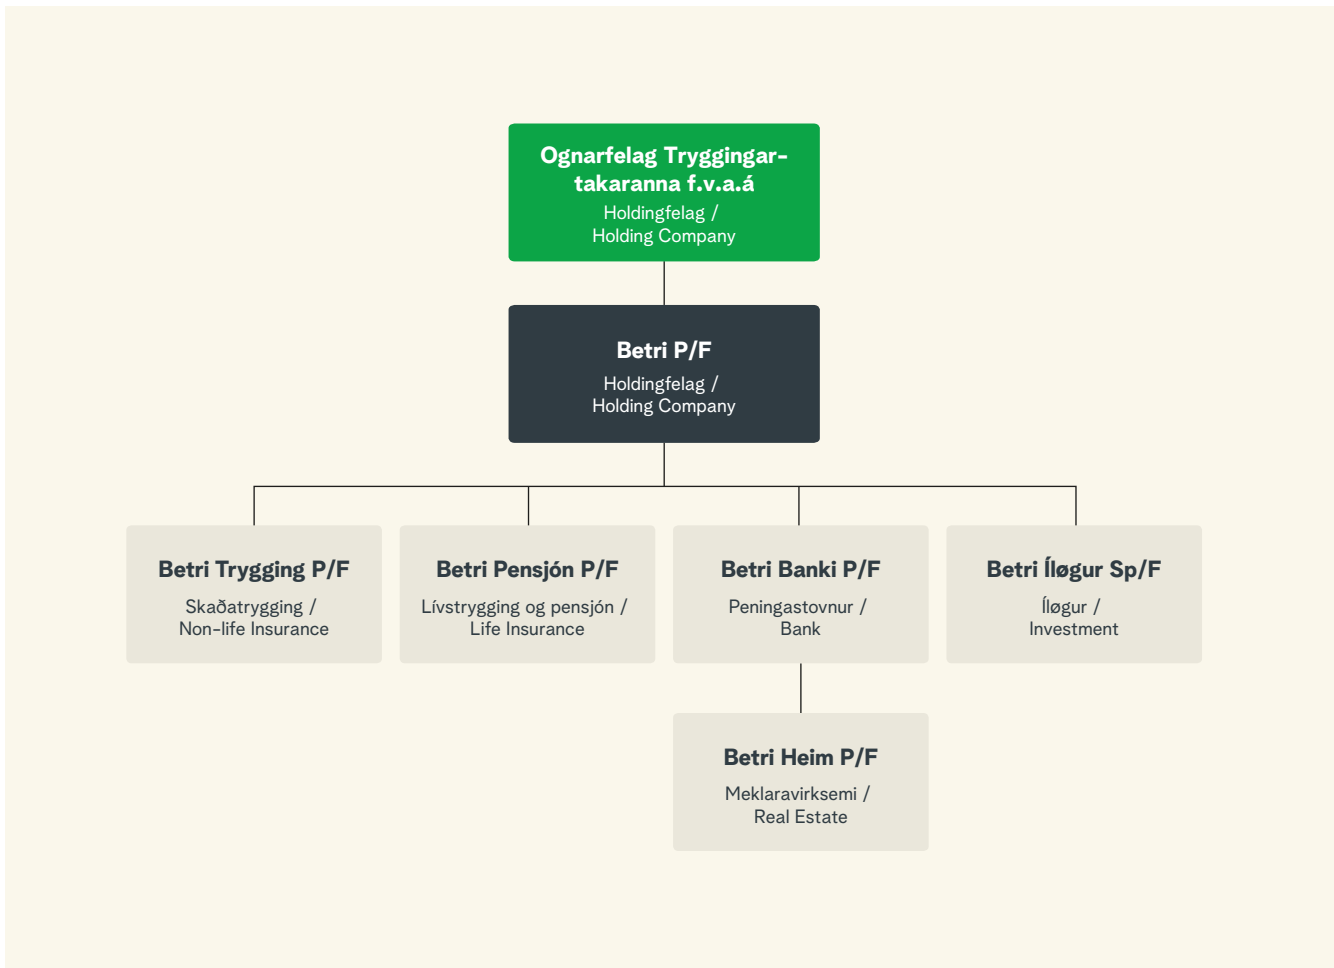 Ognarfelag Tryggingar-
takaranna f.v.a.á
Holdingfelag /
Holding Company
Betri P/F
Holdingfelag /
Holding Company
Betri Trygging P/F
Skaðatrygging /
Non-life Insurance
Betri Pensjón P/F
Lívstrygging og pensjón /
Life Insurance
Betri Banki P/F
Peningastovnur /
Bank
Betri Íløgur Sp/F
Íløgur /
Investment
Betri Heim P/F
Meklaravirksemi /
Real Estate